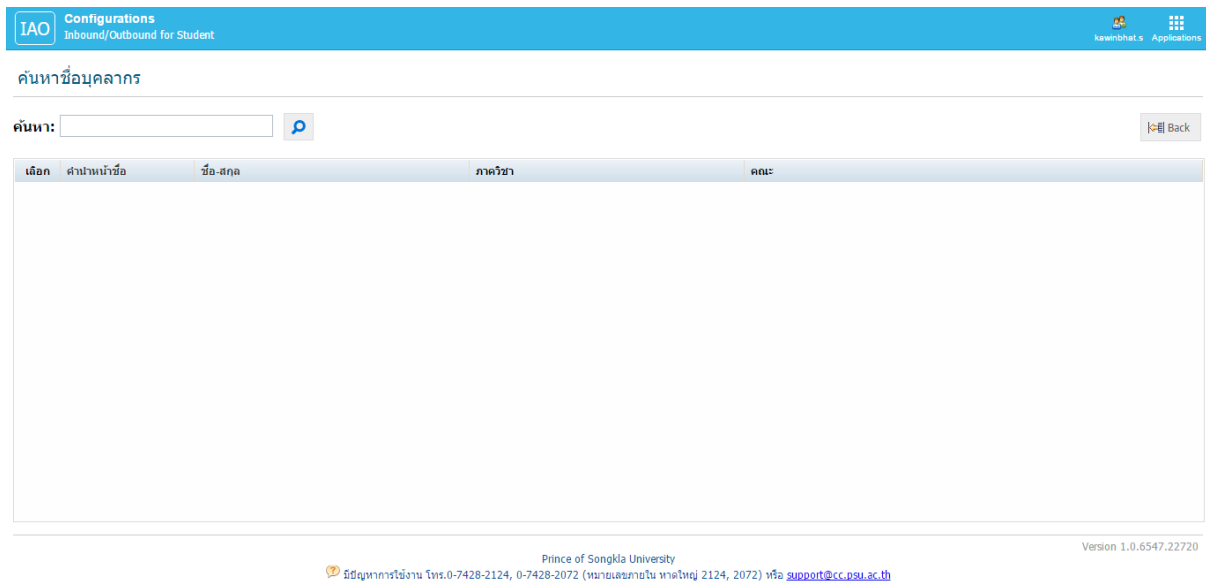 IAO
Configurations
Inbound/Outbound for Student
kawinbhat.s Applications
ค้นหาชื่อบุคลากร
ค้นหา:
Back
เลือก คำนำหน้าชื่อ ชื่อ-สกุล ภาควิชา คณะ
Version 1.0.6547.22720
Prince of Songkla University
มีปัญหาการใช้งาน โทร.0-7428-2124, 0-7428-2072 (หมายเลขภายใน หาดใหญ่ 2124, 2072) หรือ support@cc.psu.ac.th